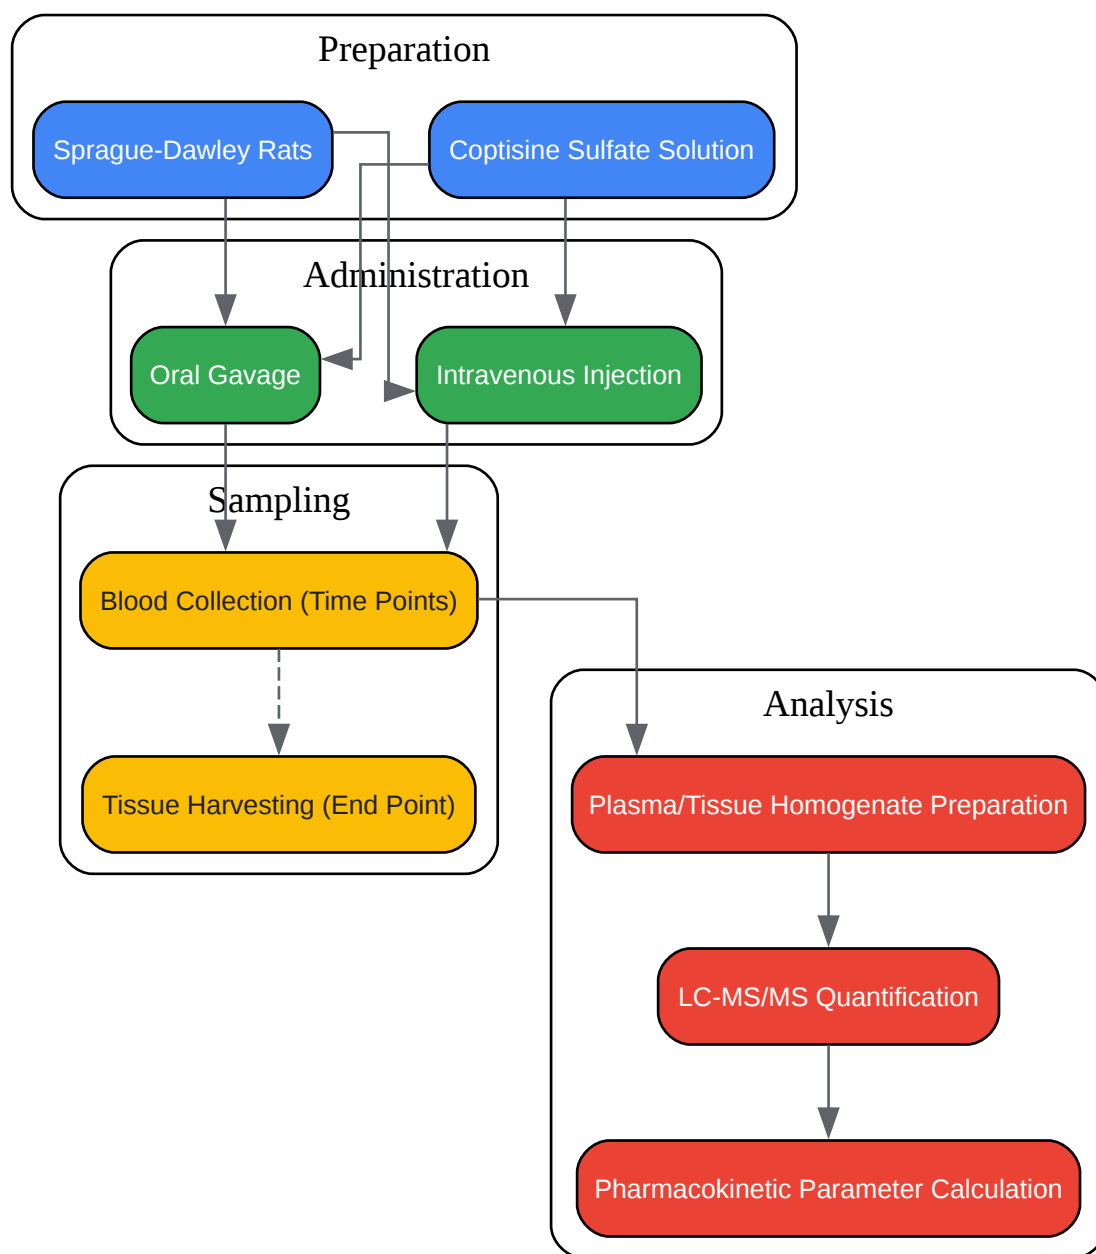 Preparation
Sprague-Dawley Rats
Coptisine Sulfate Solution
Administration
Oral Gavage
Intravenous Injection
Sampling
Blood Collection (Time Points)
Tissue Harvesting (End Point)
Analysis
Plasma/Tissue Homogenate Preparation
LC-MS/MS Quantification
Pharmacokinetic Parameter Calculation